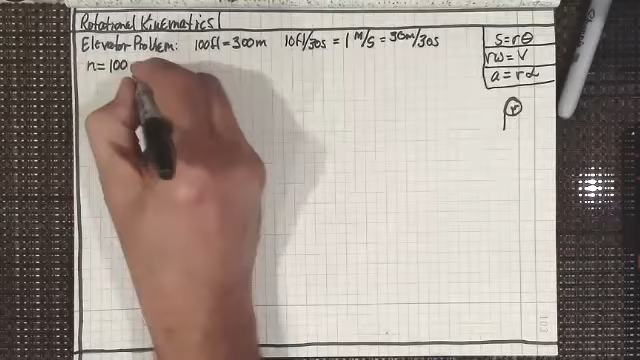 Rotational Kinematics
Elevator Problem: 100fl = 300m 10fl/30s = 1 m/s = 30m/30s
n=100
s=rθ
rω=v
a=rα
r